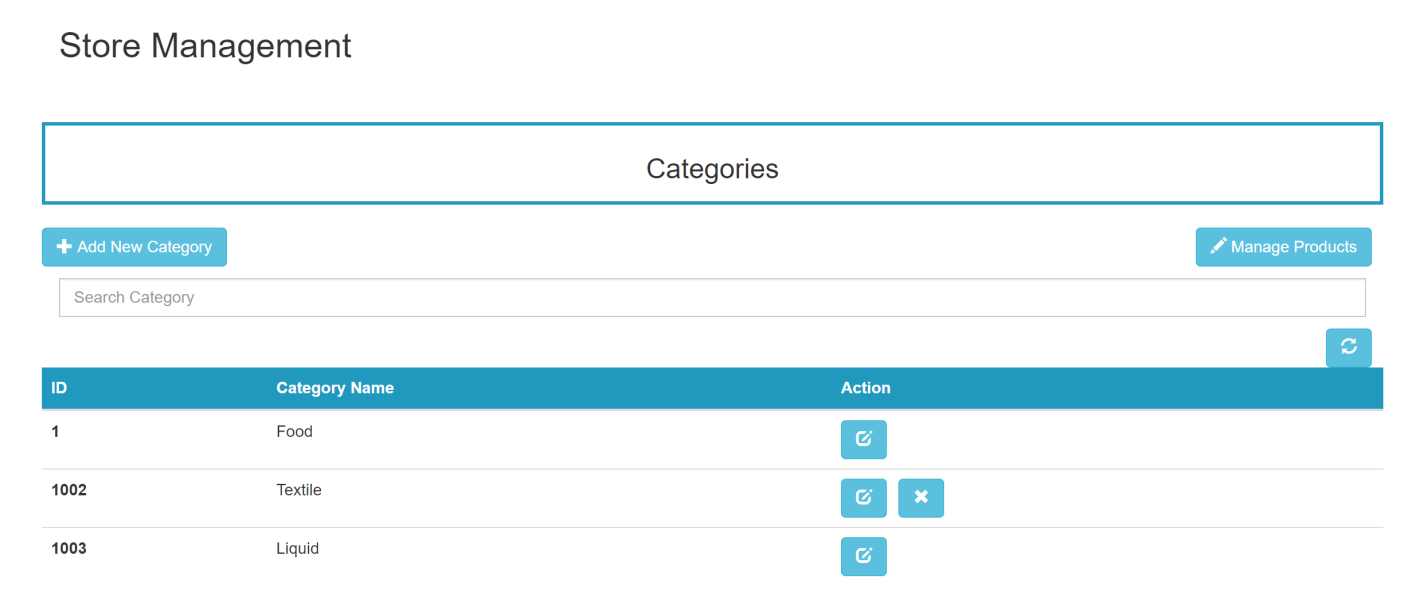 Store Management
Categories
Add New Category
Manage Products
Search Category
ID Category Name Action
1 Food
1002 Textile
1003 Liquid